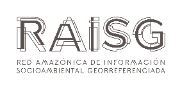 RAISG
RED AMAZÓNICA DE INFORMACIÓN
SOCIOAMBIENTAL GEORREFERENCIADA